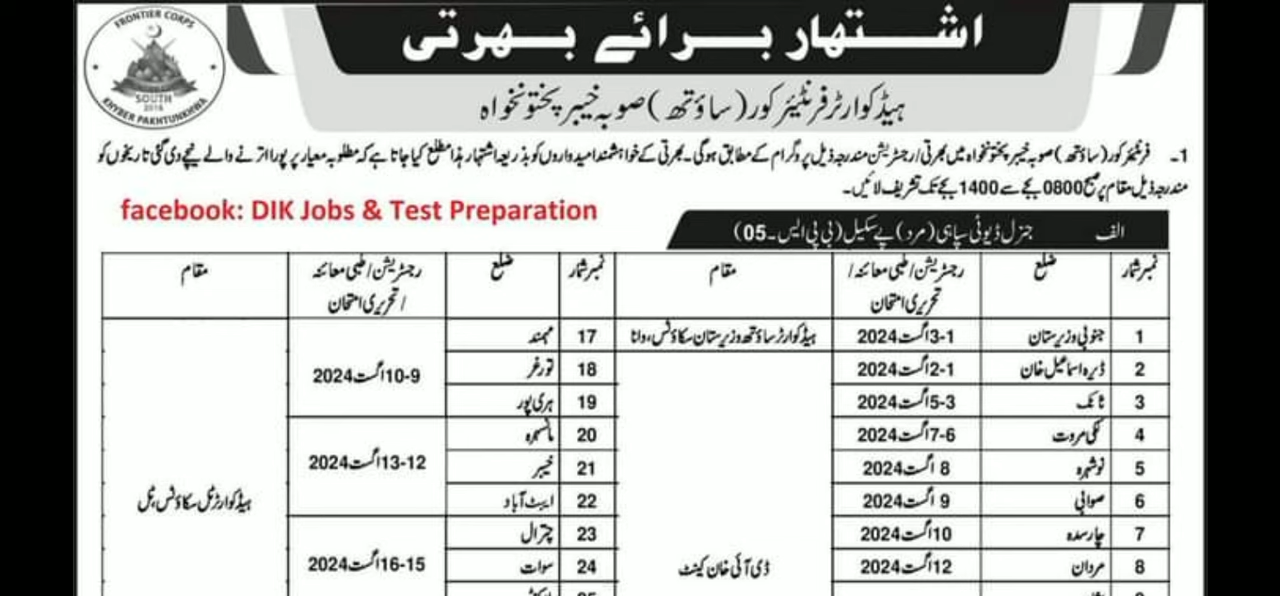 FRONTIER CORPS
SOUTH
KHYBER PAKHTUNKHWA
اشتہار برائے بھرتی
ہیڈکوارٹر فرنٹیئر کور (ساؤتھ) صوبہ خیبر پختونخواہ
1۔ فرنٹیئر کور (ساؤتھ) صوبہ خیبر پختونخواہ میں بھرتی/رجسٹریشن مندرجہ ذیل پروگرام کے مطابق ہوگی۔ بھرتی کے خواہشمند امیدواروں کو بذریعہ اشتہار ہذا مطلع کیا جاتا ہے کہ مطلوبہ معیار پر پورا اترنے والے نیچے دی گئی تاریخوں کو
مندرجہ ذیل مقام پر صبح 0800 بجے سے 1400 بجے تک تشریف لائیں۔
facebook: DIK Jobs & Test Preparation
الف جنرل ڈیوٹی سپاہی (مرد) پے سکیل (بی پی ایس۔05)
نمبر شمار ضلع رجسٹریشن/طبی معائنہ/ مقام نمبر شمار ضلع رجسٹریشن/طبی معائنہ مقام
تحریری امتحان /تحریری امتحان
1 جنوبی وزیرستان 1-3 اگست 2024 ہیڈکوارٹر ساؤتھ وزیرستان سکاؤٹس، وانا 17 مہمند
2 ڈیرہ اسماعیل خان 1-2 اگست 2024 18 تورغر 9-10 اگست 2024
3 ٹانک 3-5 اگست 2024 19 ہری پور
4 لکی مروت 6-7 اگست 2024 20 مانسہرہ
5 نوشہرہ 8 اگست 2024 21 خیبر 12-13 اگست 2024
6 صوابی 9 اگست 2024 22 ایبٹ آباد ہیڈکوارٹر ٹل سکاؤٹس، ٹل
7 چارسدہ 10 اگست 2024 23 چترال
8 مردان 12 اگست 2024 ڈی آئی خان کینٹ 24 سوات 15-16 اگست 2024